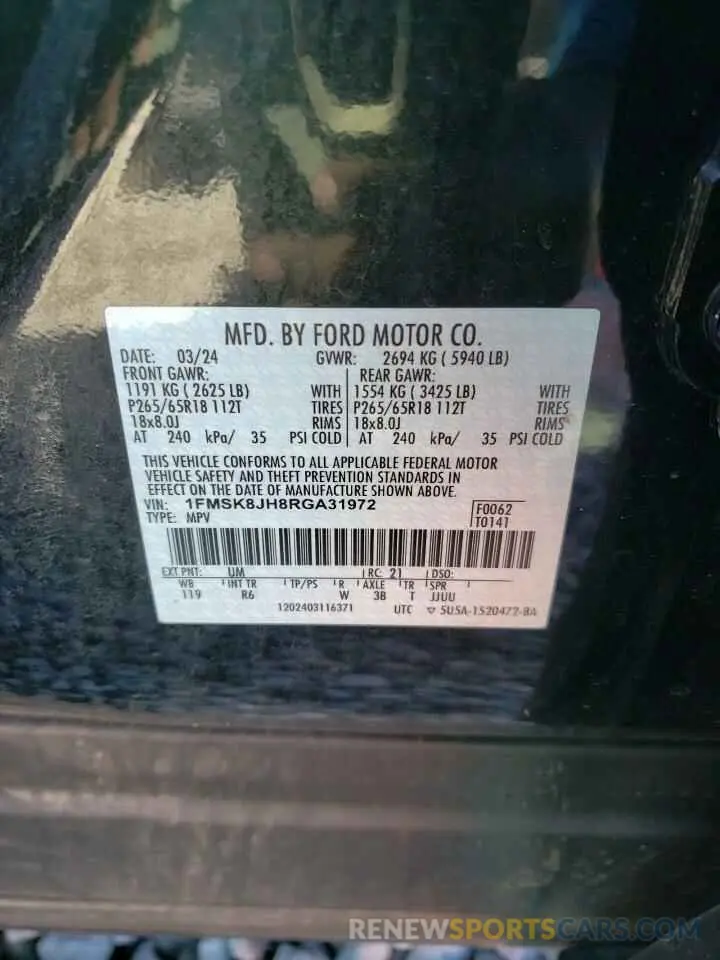 MFD. BY FORD MOTOR CO.
DATE: 03/24 GVWR: 2694 KG ( 5940 LB)
FRONT GAWR: REAR GAWR:
1191 KG ( 2625 LB) WITH 1554 KG ( 3425 LB) WITH
P265/65R18 112T TIRES P265/65R18 112T TIRES
18x8.0J RIMS 18x8.0J RIMS
AT 240 kPa/ 35 PSI COLD AT 240 kPa/ 35 PSI COLD
THIS VEHICLE CONFORMS TO ALL APPLICABLE FEDERAL MOTOR
VEHICLE SAFETY AND THEFT PREVENTION STANDARDS IN
EFFECT ON THE DATE OF MANUFACTURE SHOWN ABOVE.
VIN: 1FMSK8JH8RGA31972 F0062
TYPE: MPV T0141
EXT PNT: UM RC: 21 DSO:
WB INT TR TP/PS R AXLE TR SPR
119 R6 W 3B T JJUU
1202403116371 UTC ▽ 5U5A-1520472-BA
RENEWSPORTSCARS.COM